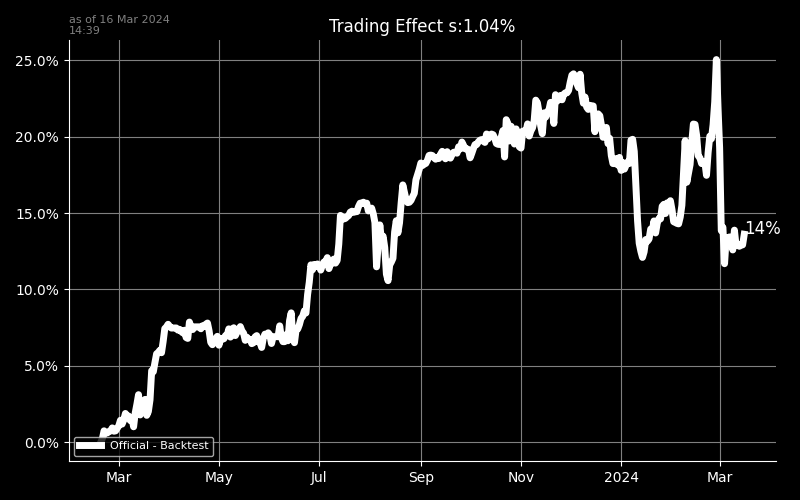 as of 16 Mar 2024
14:39
Trading Effect s:1.04%
25.0%
20.0%
15.0%
14%
10.0%
5.0%
0.0%
Official - Backtest
Mar May Jul Sep Nov 2024 Mar